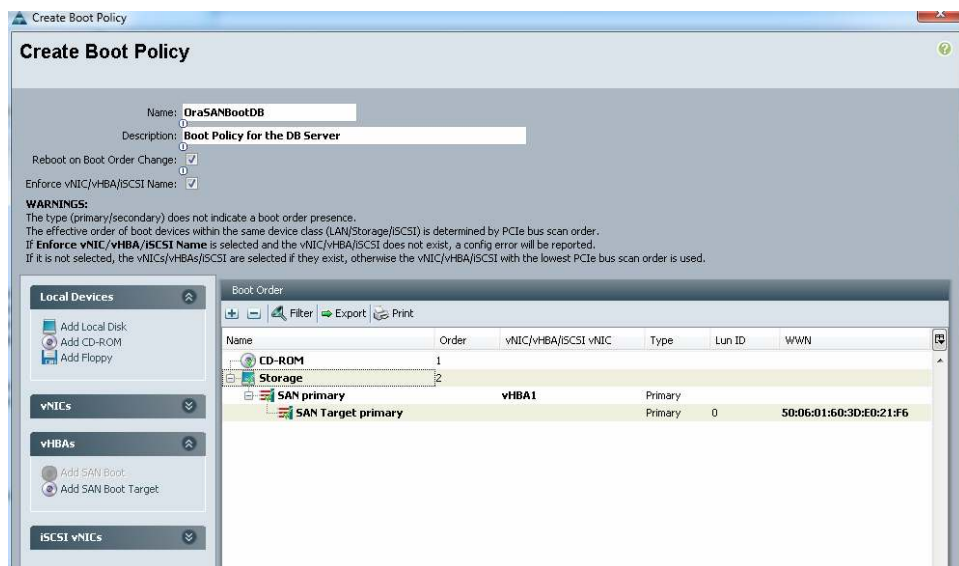 Create Boot Policy
Create Boot Policy
Name: OraSANBootDB
Description: Boot Policy for the DB Server
Reboot on Boot Order Change:
Enforce vNIC/vHBA/iSCSI Name:
WARNINGS:
The type (primary/secondary) does not indicate a boot order presence.
The effective order of boot devices within the same device class (LAN/Storage/iSCSI) is determined by PCIe bus scan order.
If Enforce vNIC/vHBA/iSCSI Name is selected and the vNIC/vHBA/iSCSI does not exist, a config error will be reported.
If it is not selected, the vNICs/vHBAs/iSCSI are selected if they exist, otherwise the vNIC/vHBA/iSCSI with the lowest PCIe bus scan order is used.
Local Devices
Add Local Disk
Add CD-ROM
Add Floppy
vNICs
vHBAs
Add SAN Boot
Add SAN Boot Target
iSCSI vNICs
Boot Order
Filter Export Print
Name Order vNIC/vHBA/iSCSI vNIC Type Lun ID WWN
CD-ROM 1
Storage 2
SAN primary vHBA1 Primary
SAN Target primary Primary 0 50:06:01:60:3D:E0:21:F6